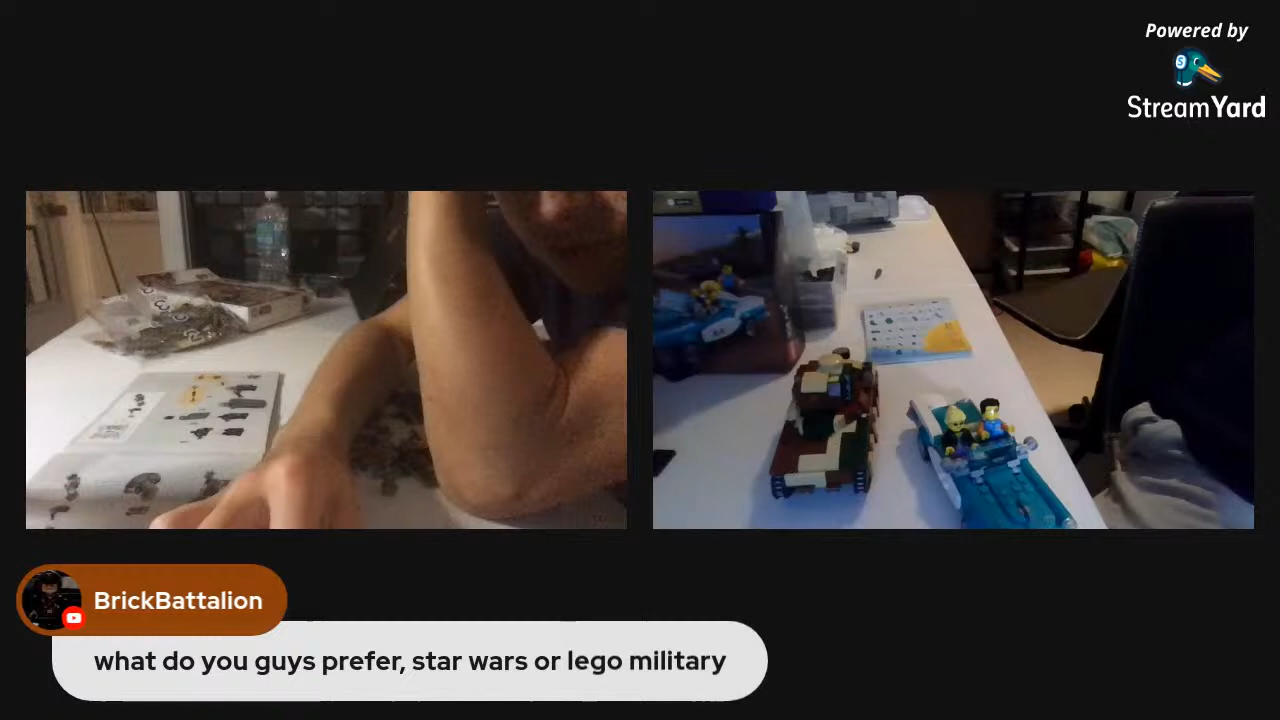 Powered by
StreamYard
BrickBattalion
what do you guys prefer, star wars or lego military